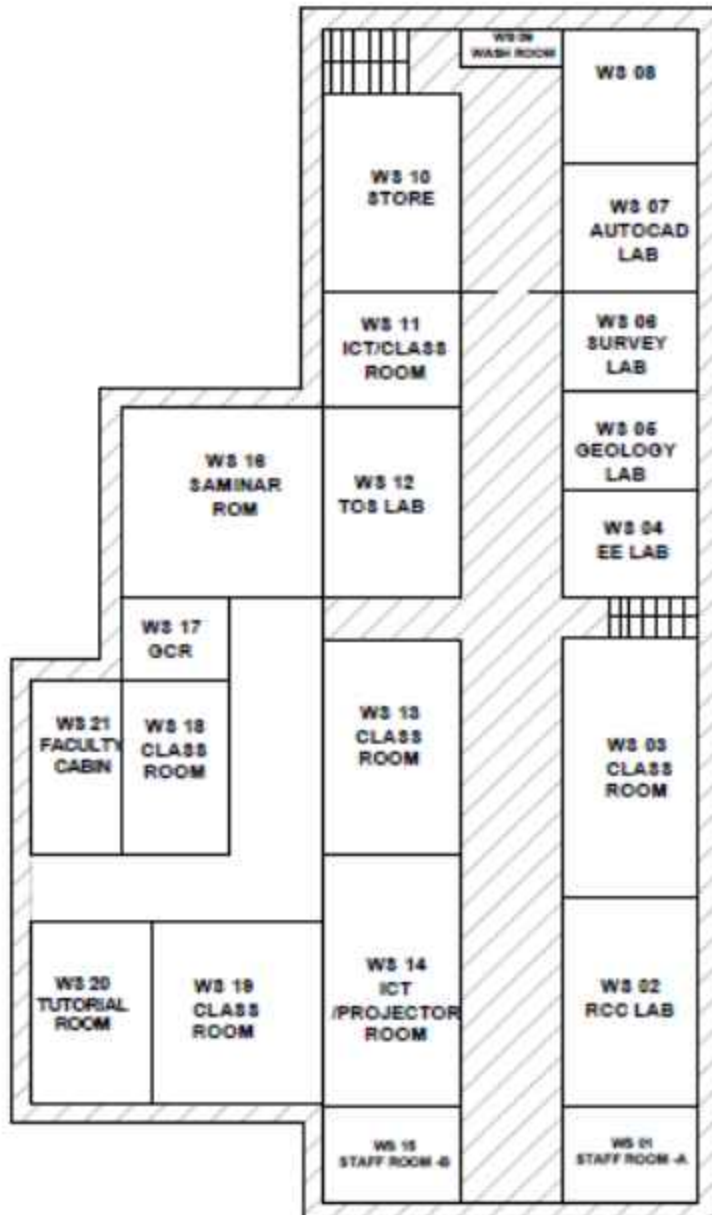 WS 09
WASH ROOM
WS 08
WS 10
STORE
WS 07
AUTOCAD
LAB
WS 11
ICT/CLASS
ROOM
WS 06
SURVEY
LAB
WS 16
SAMINAR
ROM
WS 12
TOS LAB
WS 05
GEOLOGY
LAB
WS 04
EE LAB
WS 17
GCR
WS 21
FACULTY
CABIN
WS 18
CLASS
ROOM
WS 13
CLASS
ROOM
WS 03
CLASS
ROOM
WS 20
TUTORIAL
ROOM
WS 19
CLASS
ROOM
WS 14
ICT
/PROJECTOR
ROOM
WS 02
RCC LAB
WS 15
STAFF ROOM -B
WS 01
STAFF ROOM -A